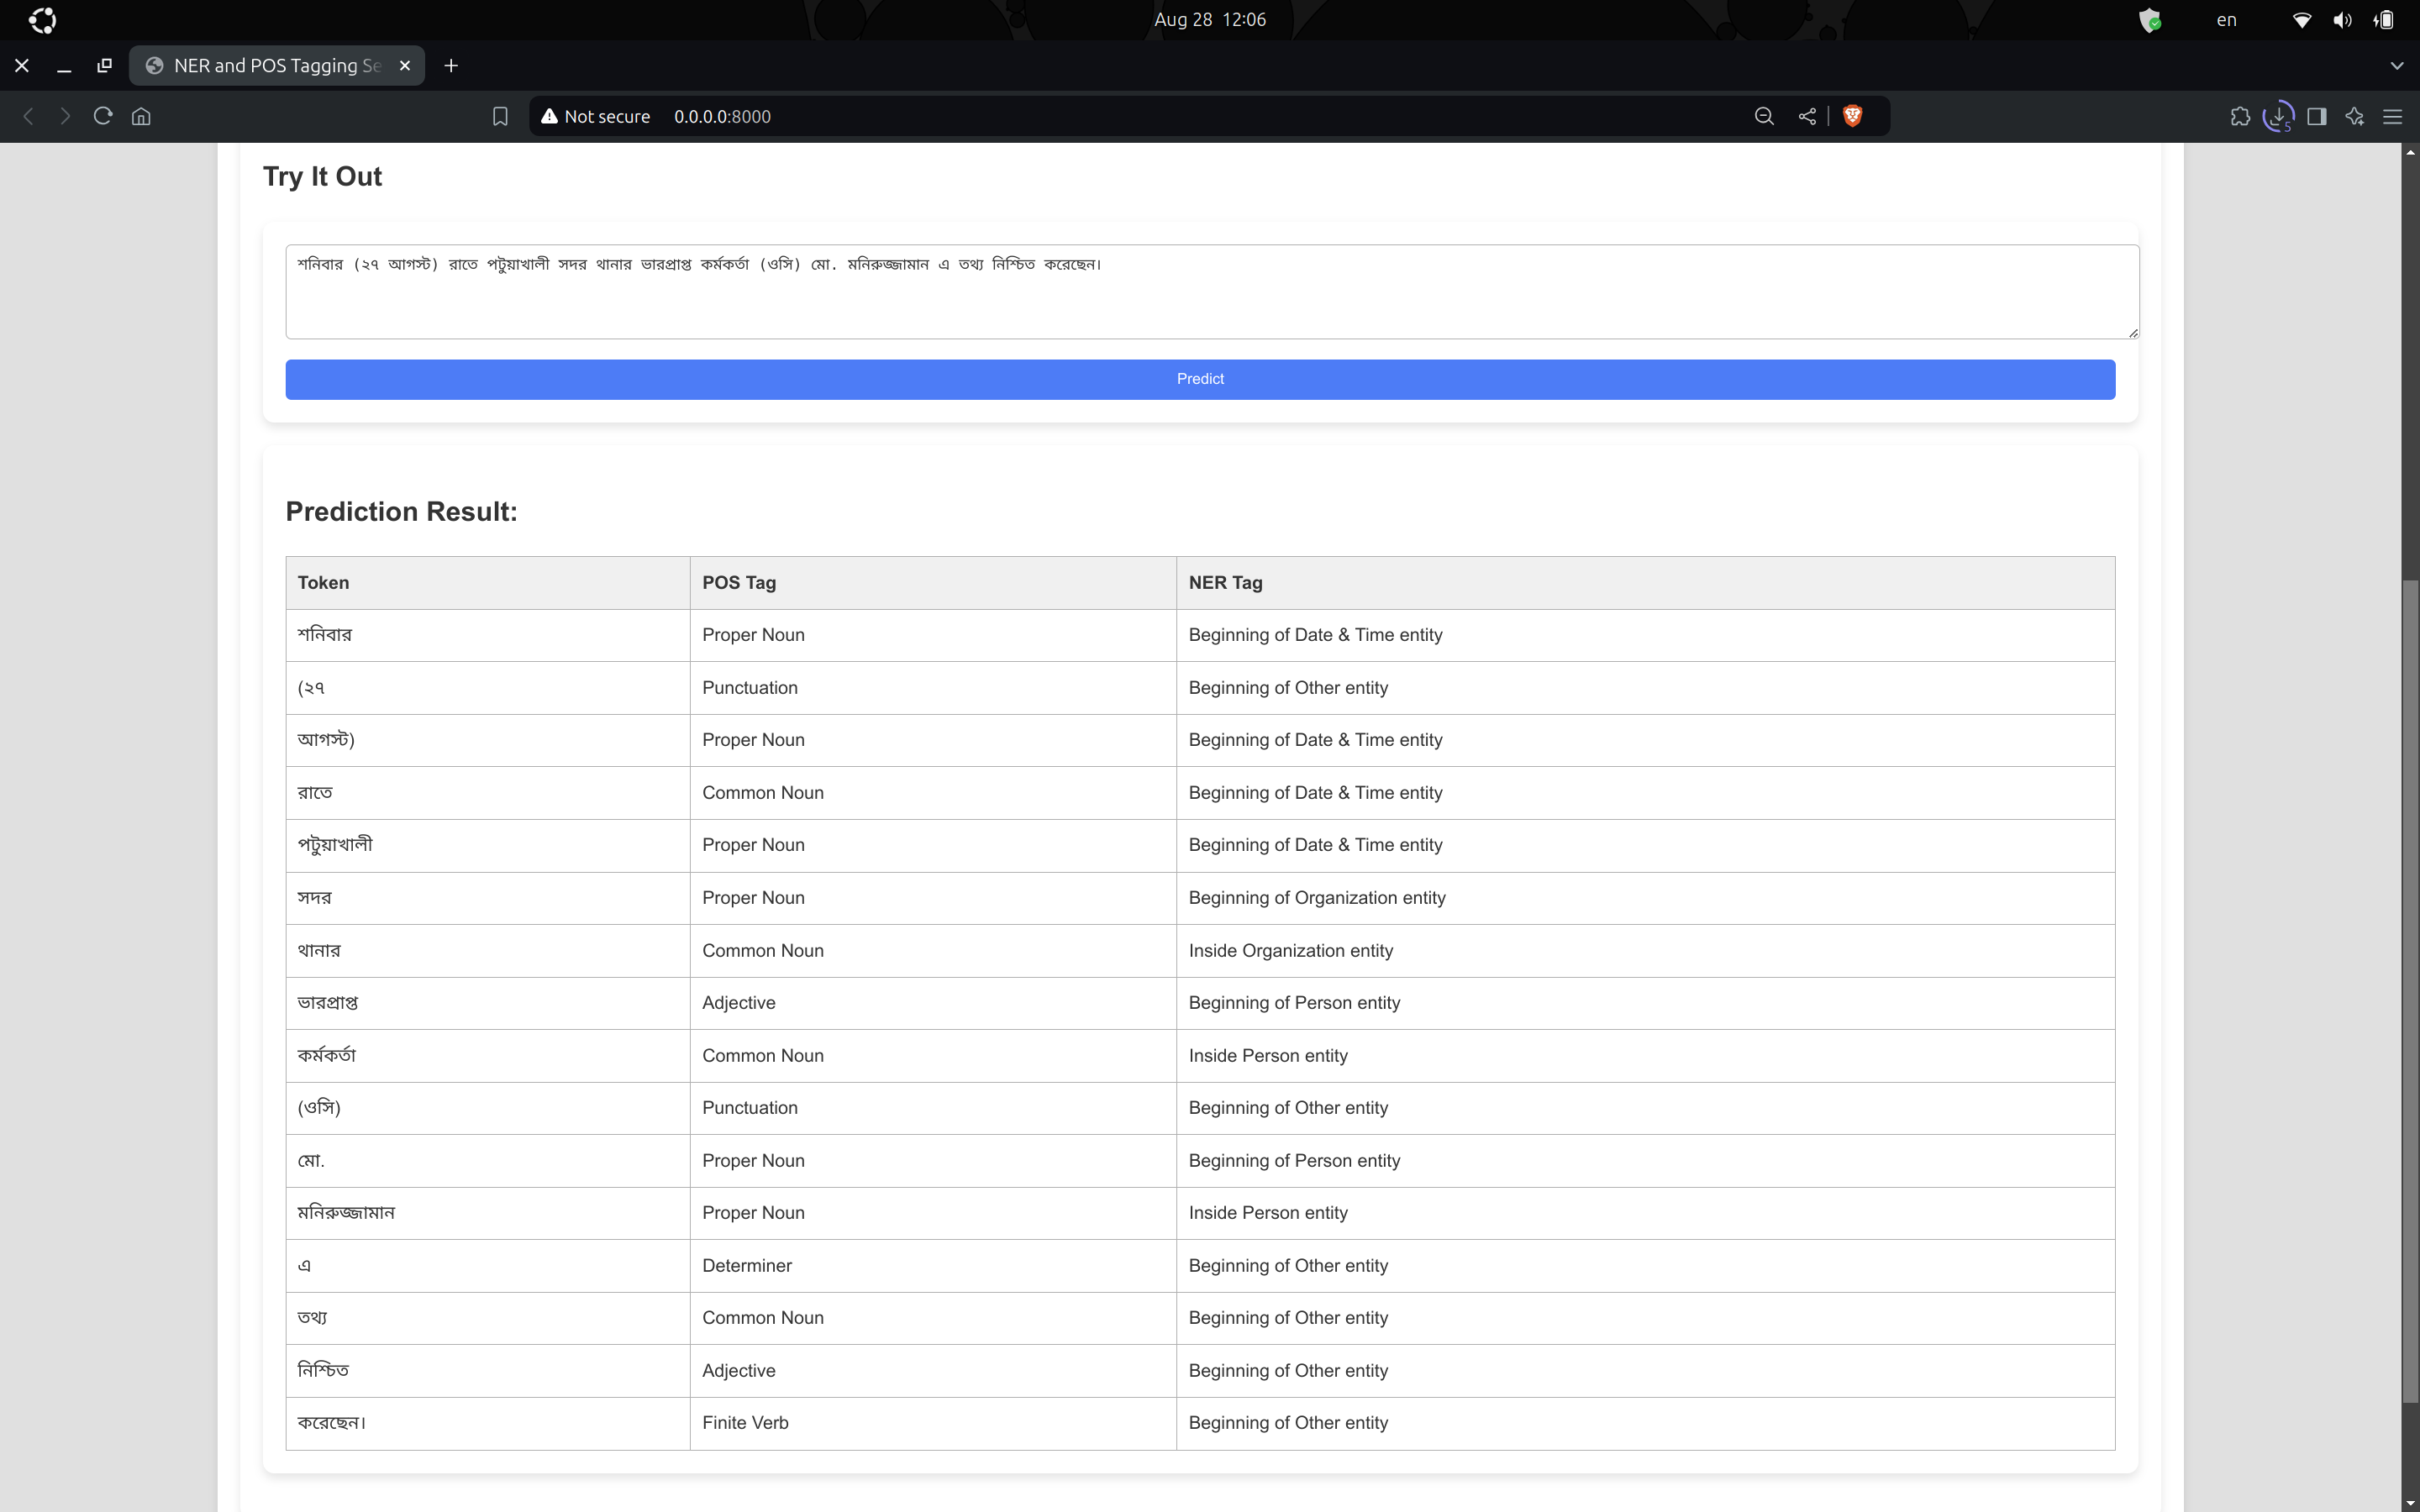 Aug 28 12:06
en
NER and POS Tagging Se
Not secure 0.0.0.0:8000
5
Try It Out
শনিবার (২৭ আগস্ট) রাতে পটুয়াখালী সদর থানার ভারপ্রাপ্ত কর্মকর্তা (ওসি) মো. মনিরুজ্জামান এ তথ্য নিশ্চিত করেছেন।
Predict
Prediction Result:
Token POS Tag NER Tag
শনিবার Proper Noun Beginning of Date & Time entity
(২৭ Punctuation Beginning of Other entity
আগস্ট) Proper Noun Beginning of Date & Time entity
রাতে Common Noun Beginning of Date & Time entity
পটুয়াখালী Proper Noun Beginning of Date & Time entity
সদর Proper Noun Beginning of Organization entity
থানার Common Noun Inside Organization entity
ভারপ্রাপ্ত Adjective Beginning of Person entity
কর্মকর্তা Common Noun Inside Person entity
(ওসি) Punctuation Beginning of Other entity
মো. Proper Noun Beginning of Person entity
মনিরুজ্জামান Proper Noun Inside Person entity
এ Determiner Beginning of Other entity
তথ্য Common Noun Beginning of Other entity
নিশ্চিত Adjective Beginning of Other entity
করেছেন। Finite Verb Beginning of Other entity